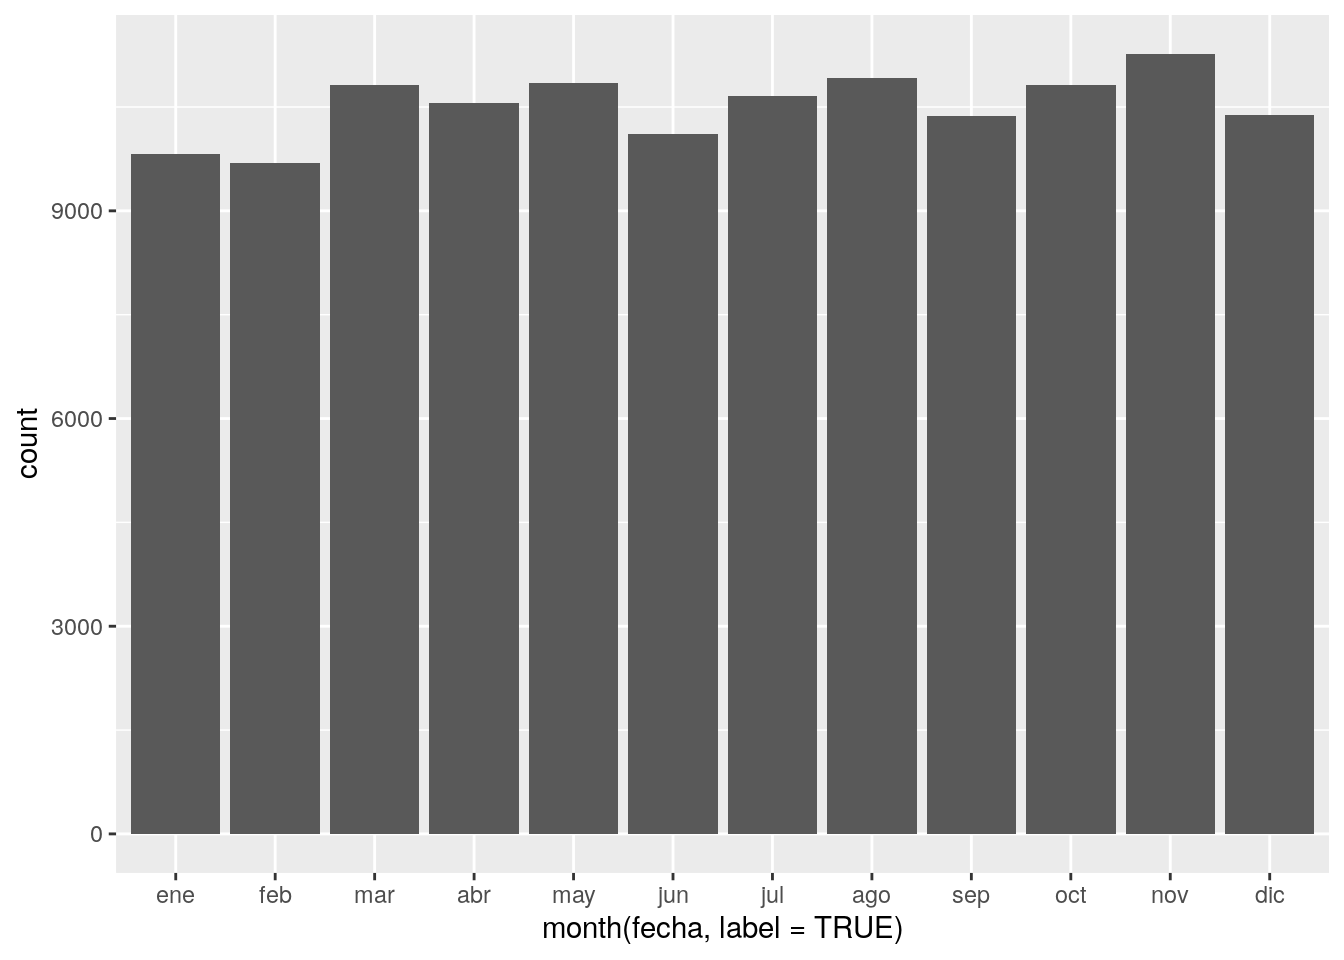 count
9000
6000
3000
0
ene feb mar abr may jun jul ago sep oct nov dic
month(fecha, label = TRUE)